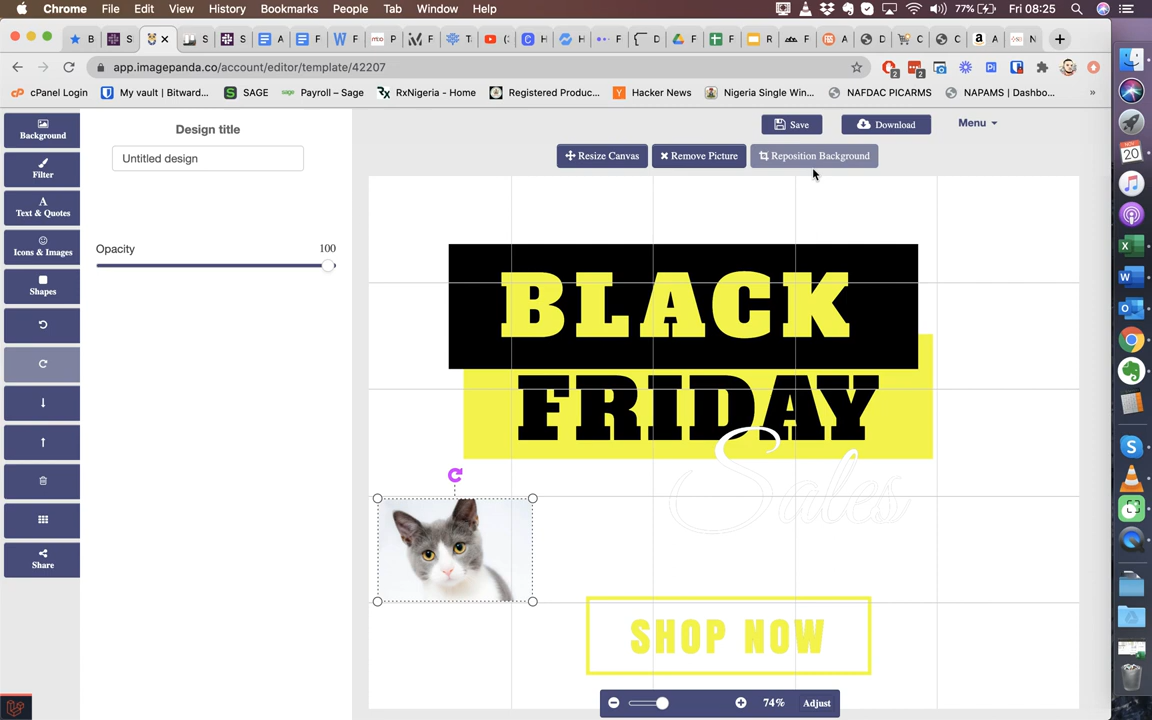 Chrome File Edit View History Bookmarks People Tab Window Help 77% Fri 08:25
app.imagepanda.co/account/editor/template/42207
cPanel Login My vault | Bitward... SAGE Payroll – Sage RxNigeria - Home Registered Produc... Hacker News Nigeria Single Win... NAFDAC PICARMS NAPAMS | Dashbo... »
Background
Filter
Text & Quotes
Icons & Images
Shapes
Share
Design title
Untitled design
Opacity 100
Save Download Menu
Resize Canvas Remove Picture Reposition Background
BLACK
FRIDAY
Sales
SHOP NOW
74% Adjust